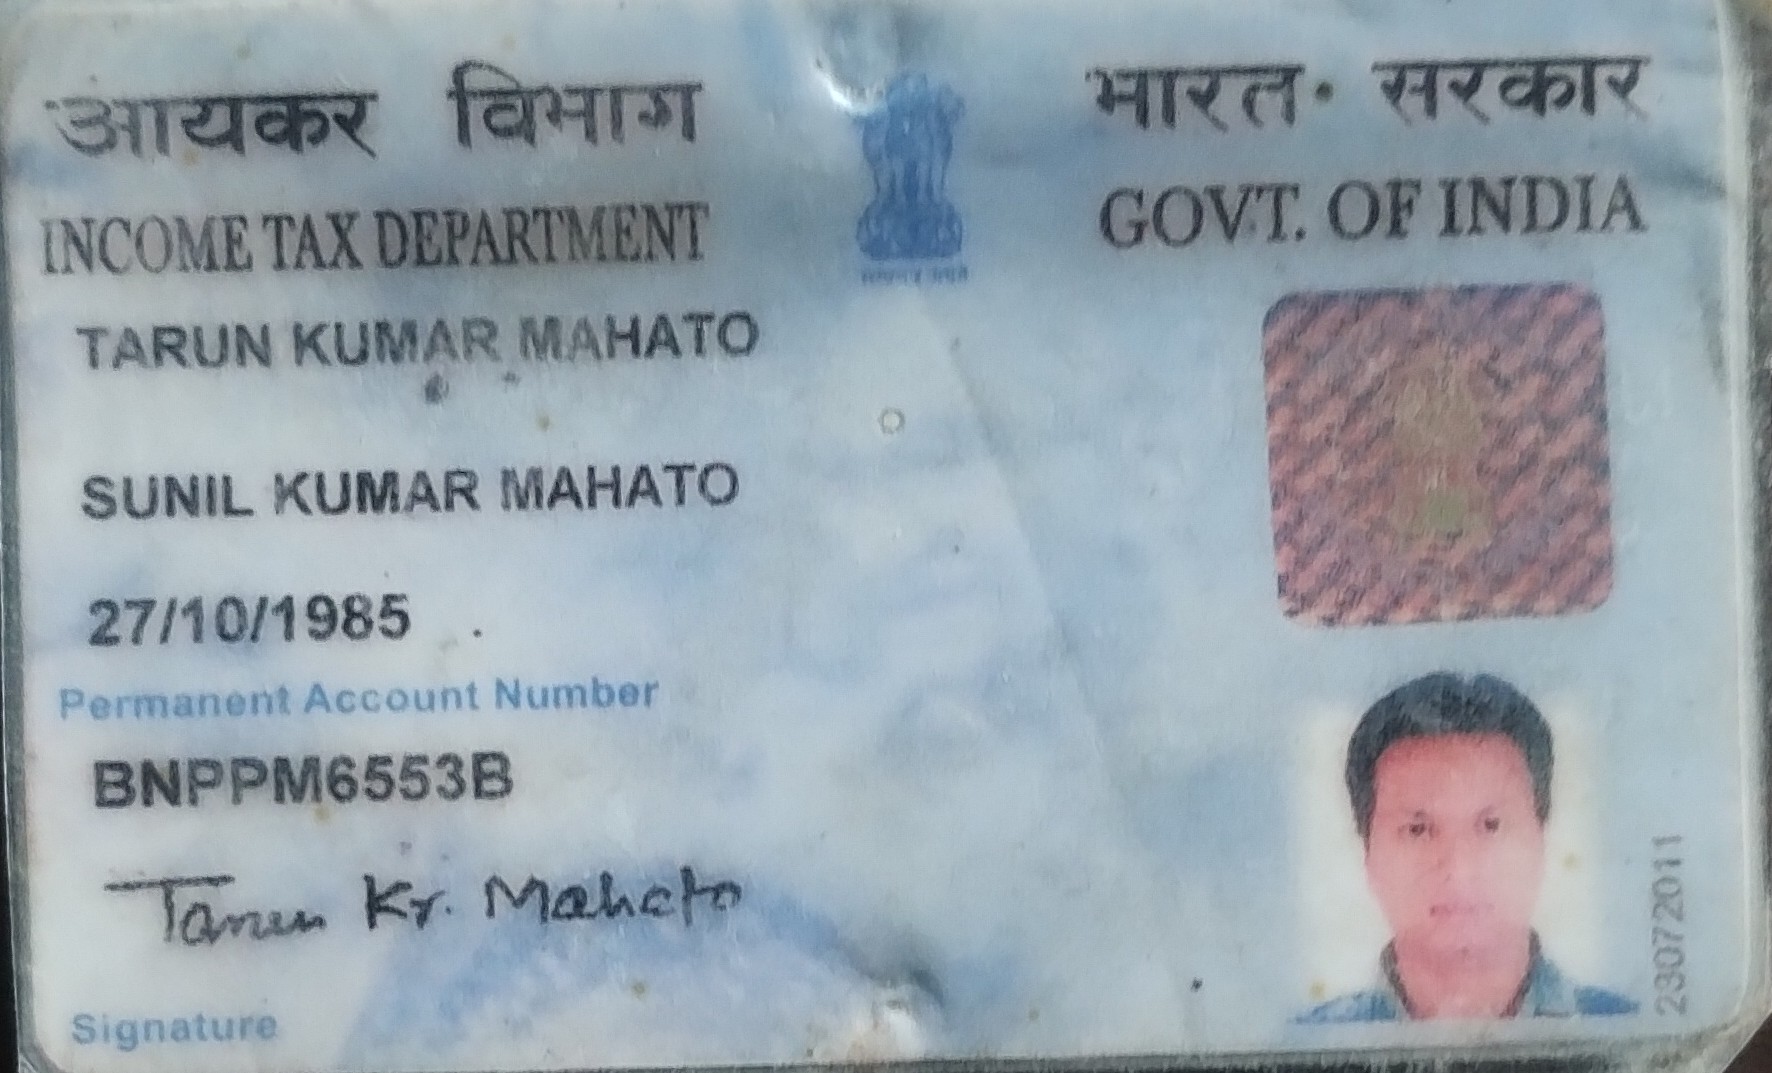 आयकर विभाग
INCOME TAX DEPARTMENT
भारत सरकार
GOVT. OF INDIA
TARUN KUMAR MAHATO
SUNIL KUMAR MAHATO
27/10/1985
Permanent Account Number
BNPPM6553B
Tarun Kr. Mahato
Signature
23072011